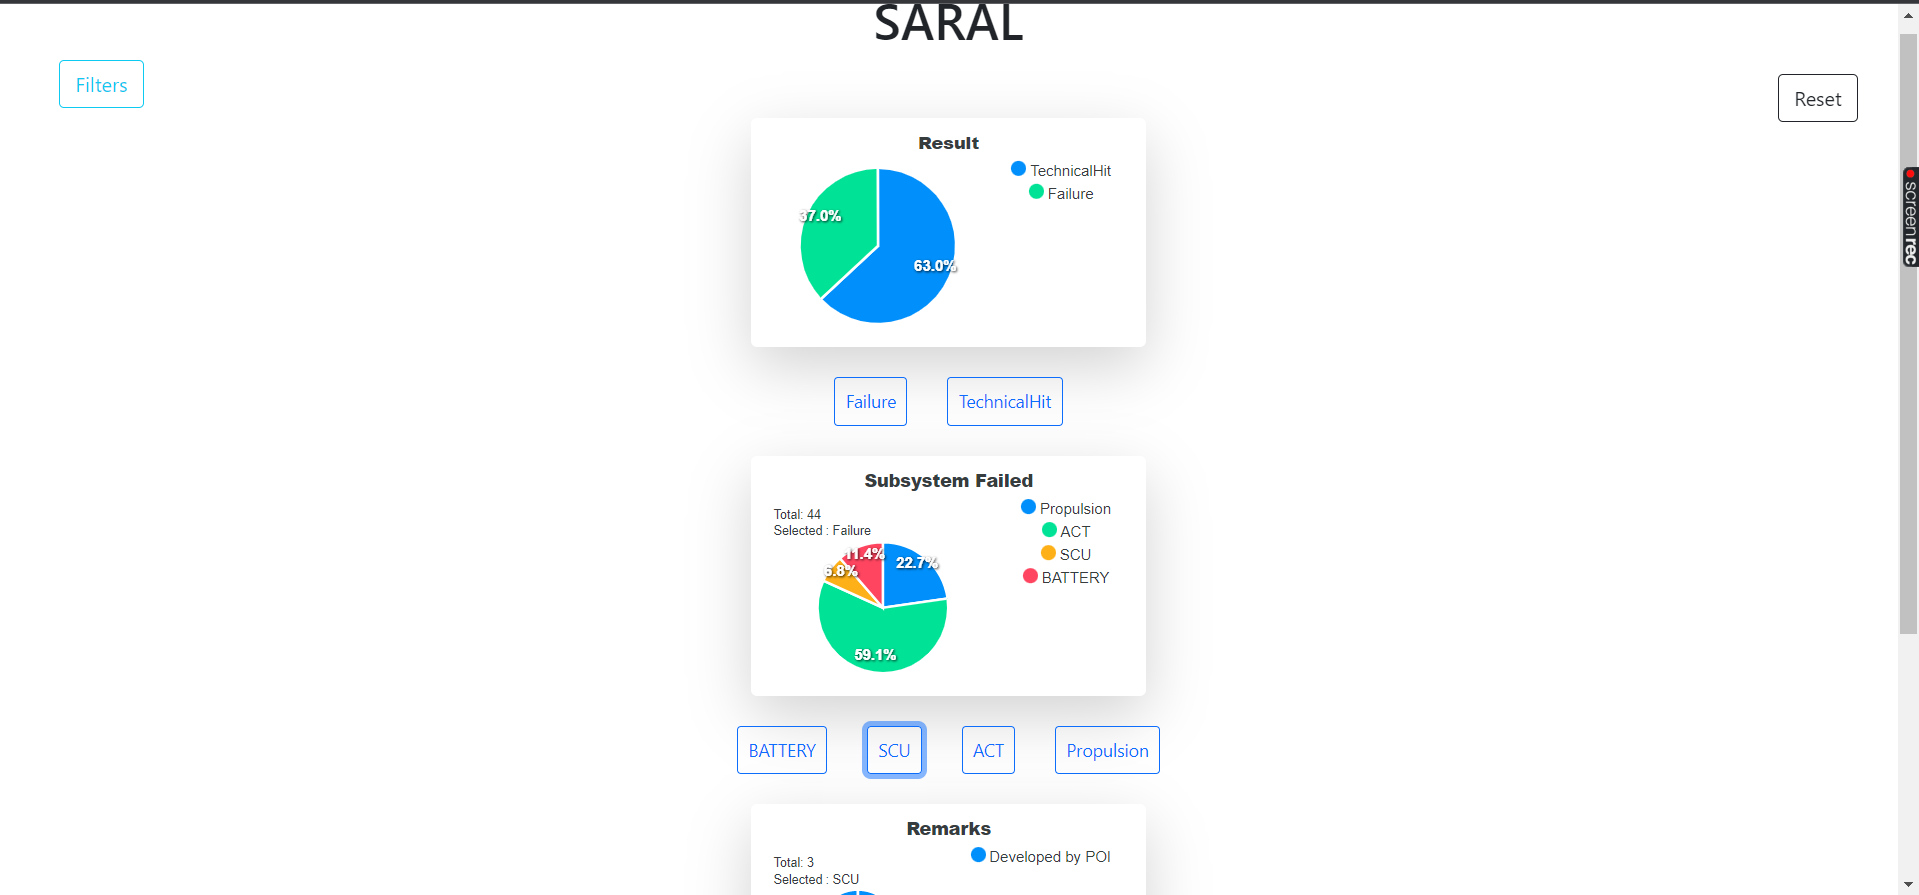 SARAL
Filters
Reset
Result
TechnicalHit
Failure
37.0%
63.0%
Failure
TechnicalHit
Subsystem Failed
Total: 44
Selected : Failure
Propulsion
ACT
SCU
BATTERY
11.4%
22.7%
6.8%
59.1%
BATTERY
SCU
ACT
Propulsion
Remarks
Total: 3
Selected : SCU
Developed by POI
screenrec